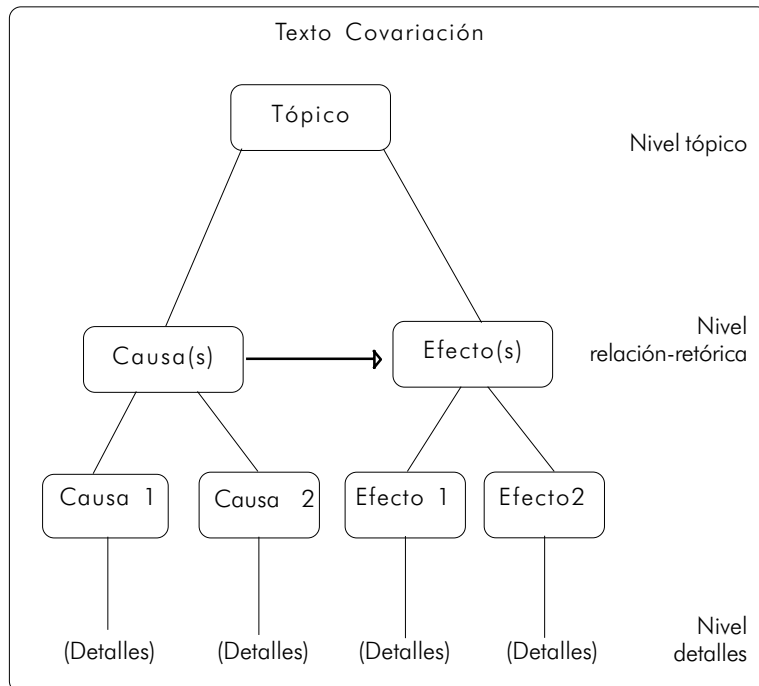 Texto Covariación
Tópico
Nivel tópico
Causa(s)
Efecto(s)
Nivel
relación-retórica
Causa 1
Causa 2
Efecto 1
Efecto2
(Detalles)
(Detalles)
(Detalles)
(Detalles)
Nivel
detalles